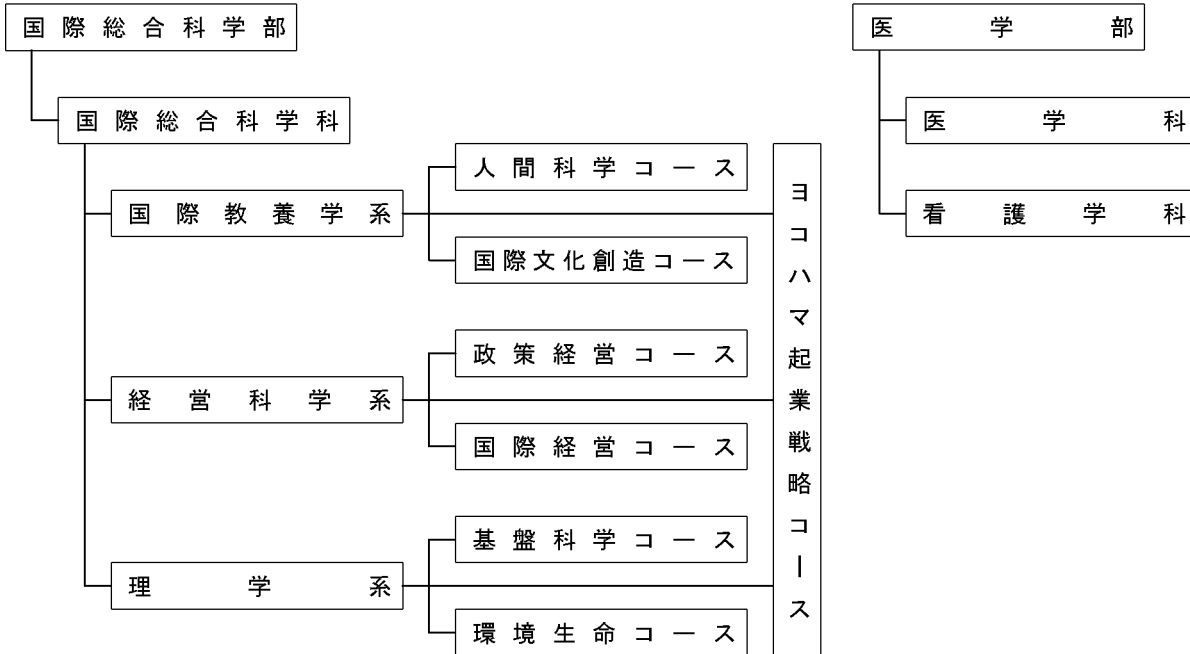 国際総合科学部
国際総合科学科
国際教養学系
人間科学コース
国際文化創造コース
経営科学系
政策経営コース
国際経営コース
理学系
基盤科学コース
環境生命コース
ヨコハマ起業戦略コース
医学部
医学科
看護学科